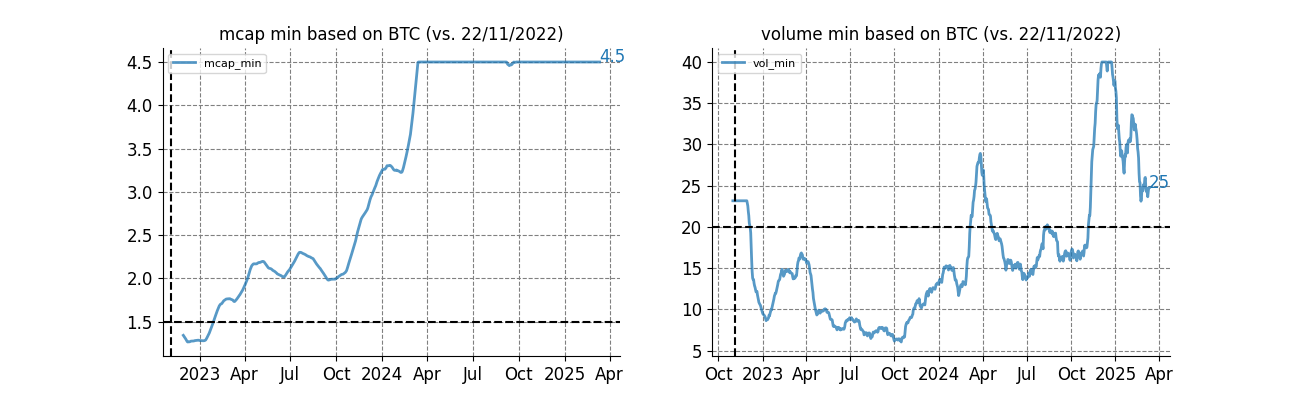 mcap min based on BTC (vs. 22/11/2022)
mcap_min
4.5
4.5
4.0
3.5
3.0
2.5
2.0
1.5
2023 Apr Jul Oct 2024 Apr Jul Oct 2025 Apr
volume min based on BTC (vs. 22/11/2022)
vol_min
40
35
30
25
25
20
15
10
5
Oct 2023 Apr Jul Oct 2024 Apr Jul Oct 2025 Apr